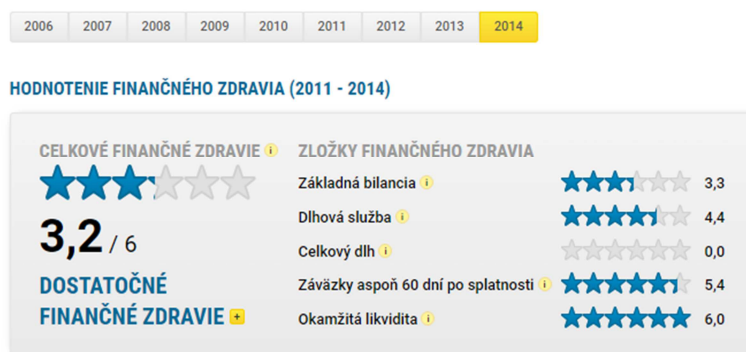 2006 2007 2008 2009 2010 2011 2012 2013 2014
HODNOTENIE FINANČNÉHO ZDRAVIA (2011 - 2014)
CELKOVÉ FINANČNÉ ZDRAVIE i
3,2 / 6
DOSTATOČNÉ
FINANČNÉ ZDRAVIE +
ZLOŽKY FINANČNÉHO ZDRAVIA
Základná bilancia i 3,3
Dlhová služba i 4,4
Celkový dlh i 0,0
Záväzky aspoň 60 dní po splatnosti i 5,4
Okamžitá likvidita i 6,0